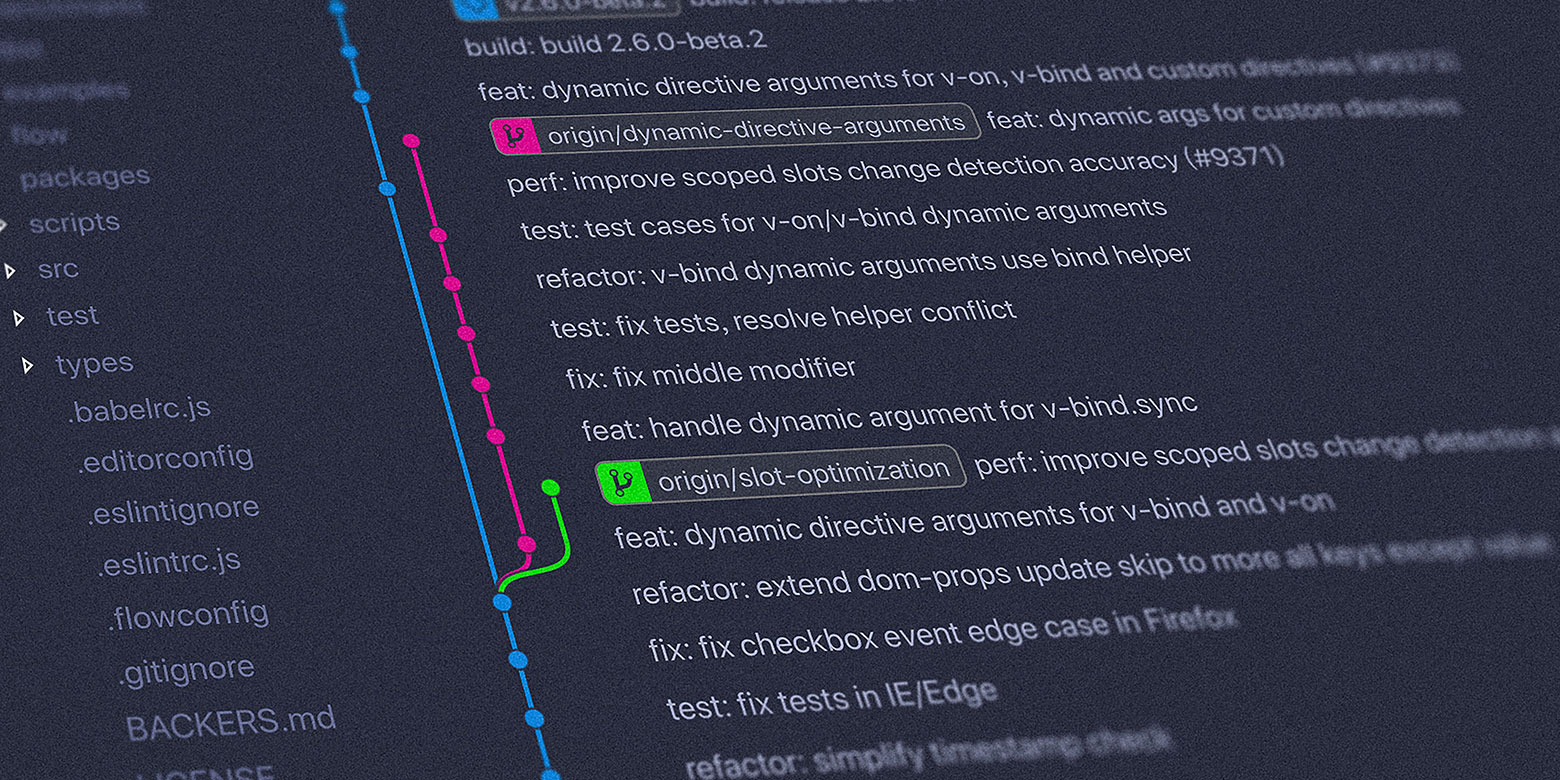 examples
flow
packages
scripts
src
test
types
.babelrc.js
.editorconfig
.eslintignore
.eslintrc.js
.flowconfig
.gitignore
BACKERS.md
LICENSE
v2.6.0-beta.2 build: release
build: build 2.6.0-beta.2
feat: dynamic directive arguments for v-on, v-bind and custom directives (#9373)
origin/dynamic-directive-arguments feat: dynamic args for custom directives
perf: improve scoped slots change detection accuracy (#9371)
test: test cases for v-on/v-bind dynamic arguments
refactor: v-bind dynamic arguments use bind helper
test: fix tests, resolve helper conflict
fix: fix middle modifier
feat: handle dynamic argument for v-bind.sync
origin/slot-optimization perf: improve scoped slots change detection
feat: dynamic directive arguments for v-bind and v-on
refactor: extend dom-props update skip to more all keys except value
fix: fix checkbox event edge case in Firefox
test: fix tests in IE/Edge
refactor: simplify timestamp check